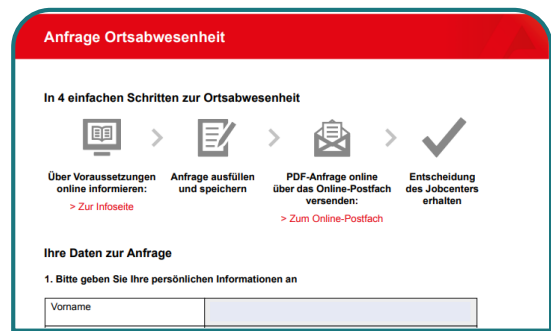 Anfrage Ortsabwesenheit
In 4 einfachen Schritten zur Ortsabwesenheit
Über Voraussetzungen
online informieren:
> Zur Infoseite
Anfrage ausfüllen
und speichern
PDF-Anfrage online
über das Online-Postfach
versenden:
> Zum Online-Postfach
Entscheidung
des Jobcenters
erhalten
Ihre Daten zur Anfrage
1. Bitte geben Sie Ihre persönlichen Informationen an
Vorname